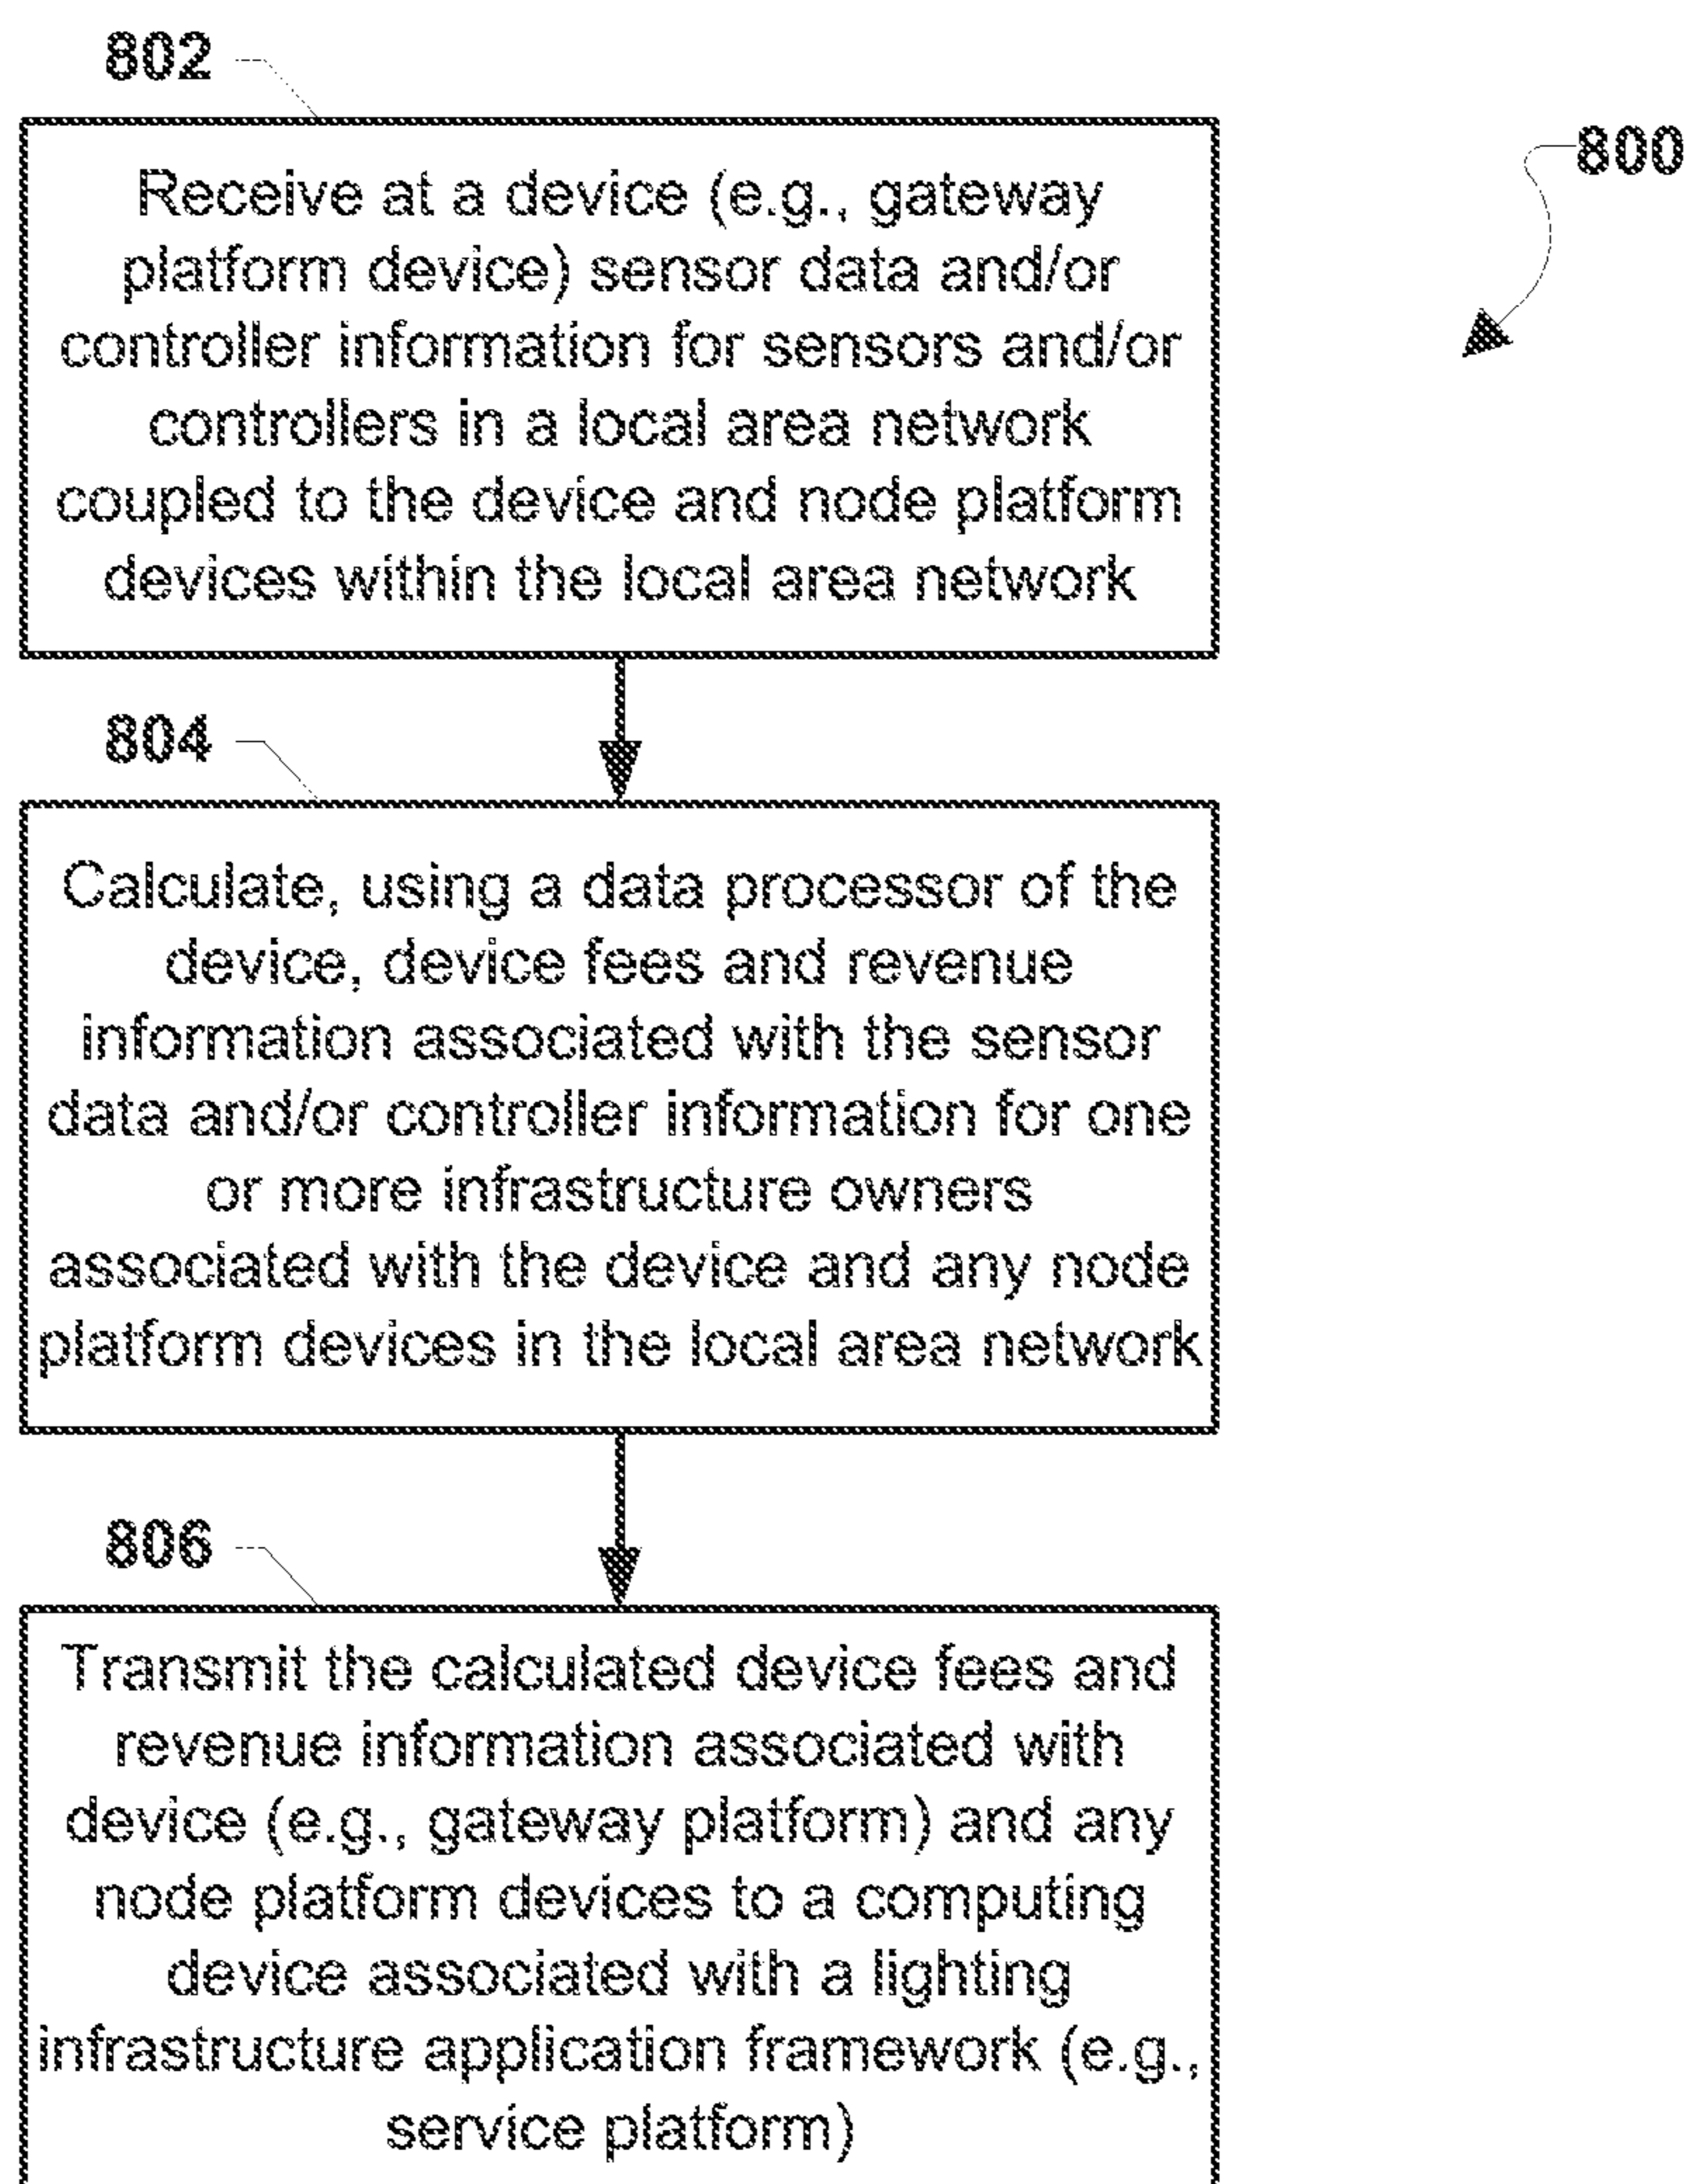 802
800
Receive at a device (e.g., gateway
platform device) sensor data and/or
controller information for sensors and/or
controllers in a local area network
coupled to the device and node platform
devices within the local area network
804
Calculate, using a data processor of the
device, device fees and revenue
information associated with the sensor
data and/or controller information for one
or more infrastructure owners
associated with the device and any node
platform devices in the local area network
806
Transmit the calculated device fees and
revenue information associated with
device (e.g., gateway platform) and any
node platform devices to a computing
device associated with a lighting
infrastructure application framework (e.g.,
service platform)